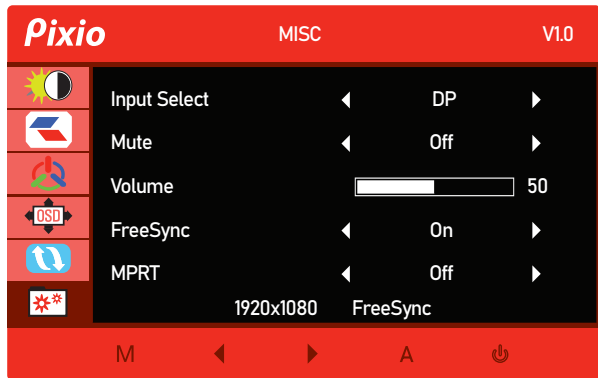 Pixio MISC V1.0
Input Select DP
Mute Off
Volume 50
OSD
FreeSync On
MPRT Off
1920x1080 FreeSync
M A